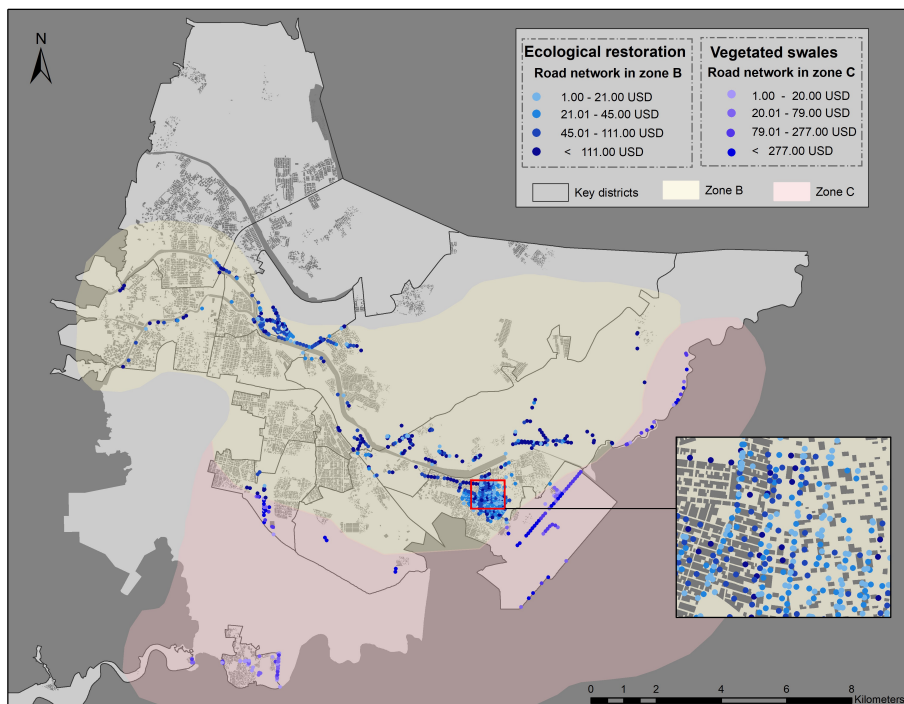 N
Ecological restoration
Road network in zone B
1.00 - 21.00 USD
21.01 - 45.00 USD
45.01 - 111.00 USD
< 111.00 USD
Vegetated swales
Road network in zone C
1.00 - 20.00 USD
20.01 - 79.00 USD
79.01 - 277.00 USD
< 277.00 USD
Key districts
Zone B
Zone C
0 1 2 4 6 8
Kilometers